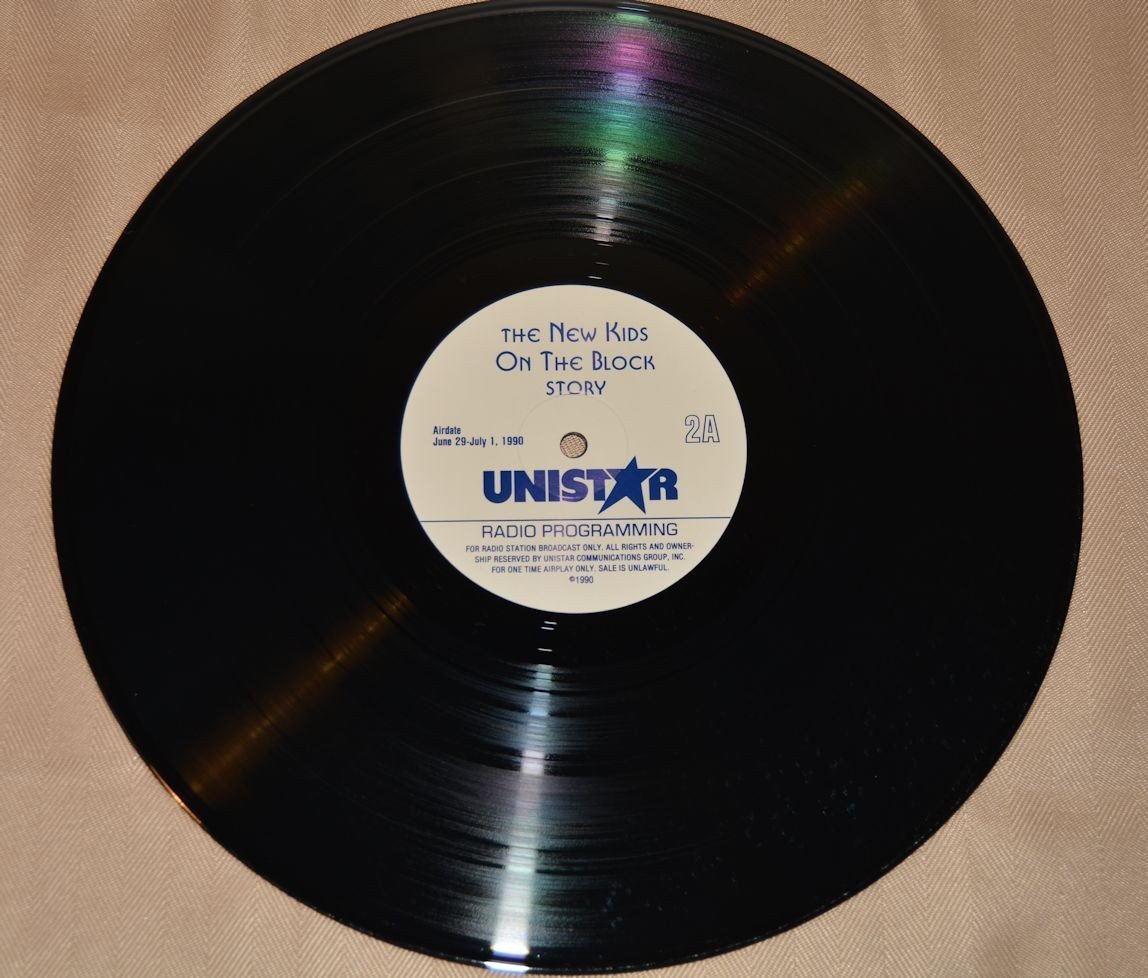 THE NEW KIDS
ON THE BLOCK
STORY
Airdate
June 29-July 1, 1990
2A
UNISTAR
RADIO PROGRAMMING
FOR RADIO STATION BROADCAST ONLY. ALL RIGHTS AND OWNER-
SHIP RESERVED BY UNISTAR COMMUNICATIONS GROUP, INC.
FOR ONE TIME AIRPLAY ONLY. SALE IS UNLAWFUL.
©1990